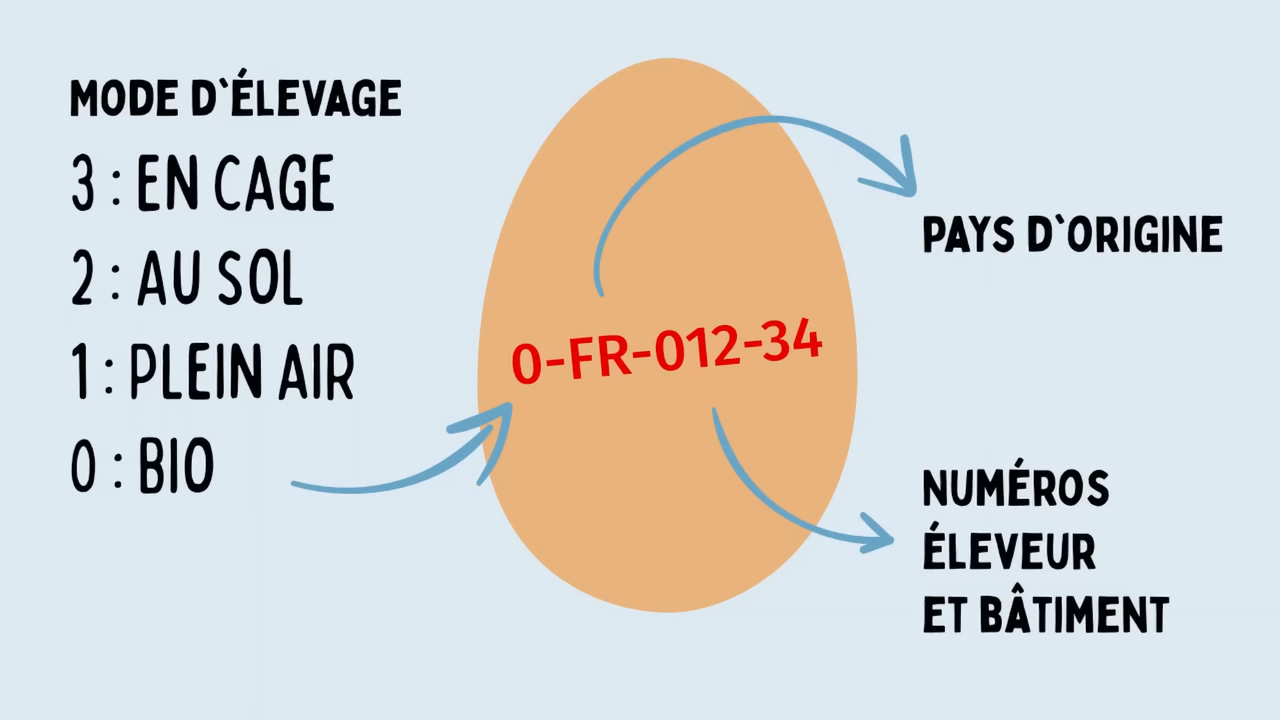 MODE D`ÉLEVAGE
3 : EN CAGE
2 : AU SOL
1 : PLEIN AIR
0 : BIO
0-FR-012-34
PAYS D`ORIGINE
NUMÉROS
ÉLEVEUR
ET BÂTIMENT